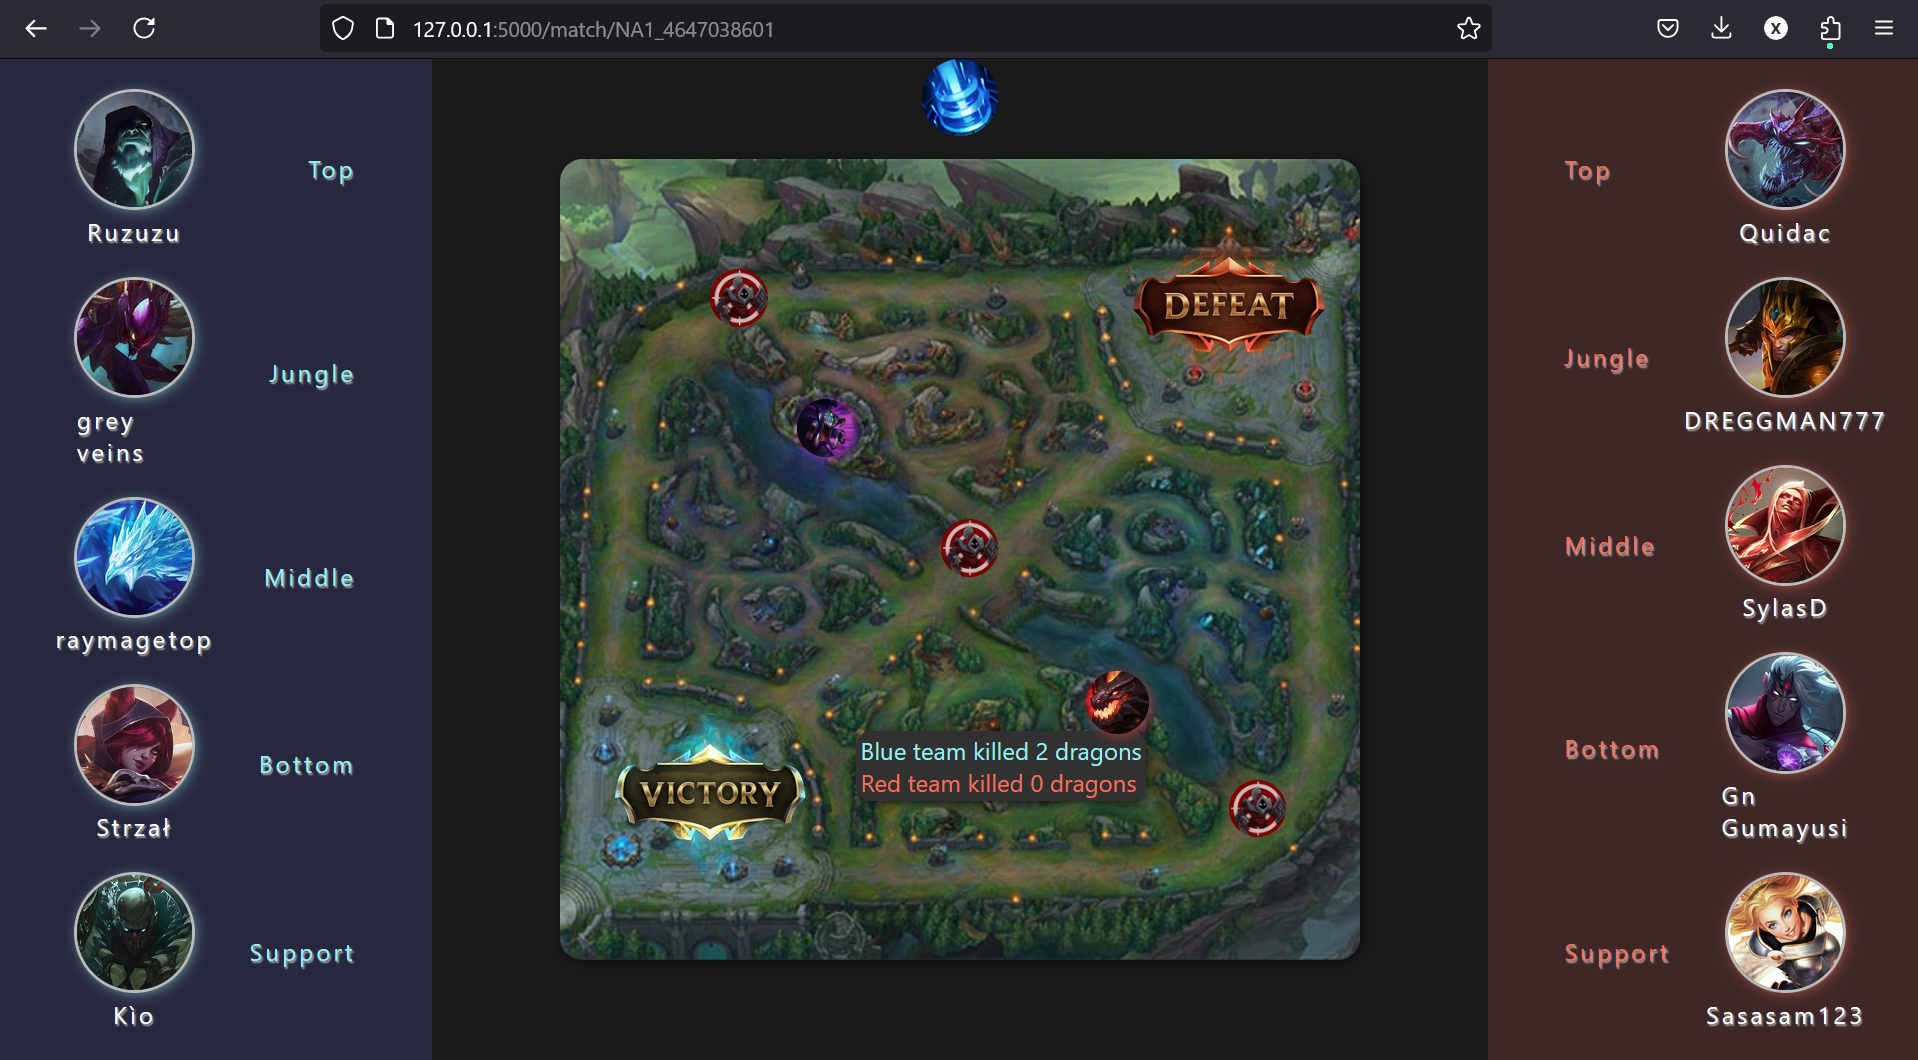 127.0.0.1:5000/match/NA1_4647038601
Top
Ruzuzu
Jungle
grey
veins
Middle
raymagetop
Bottom
Strzał
Support
Kìo
DEFEAT
Blue team killed 2 dragons
Red team killed 0 dragons
VICTORY
Top
Quidac
Jungle
DREGGMAN777
Middle
SylasD
Bottom
Gn
Gumayusi
Support
Sasasam123